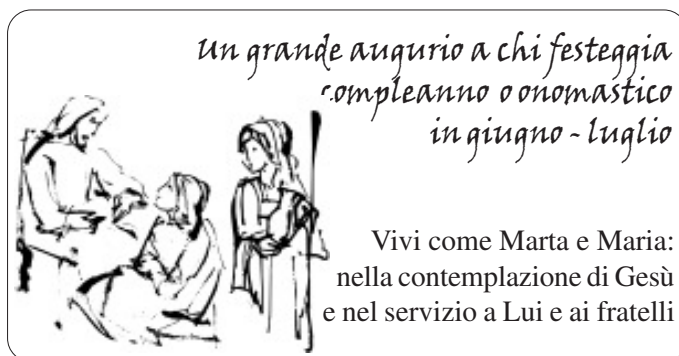 Un grande augurio a chi festeggia
compleanno o onomastico
in giugno - luglio
Vivi come Marta e Maria:
nella contemplazione di Gesù
e nel servizio a Lui e ai fratelli